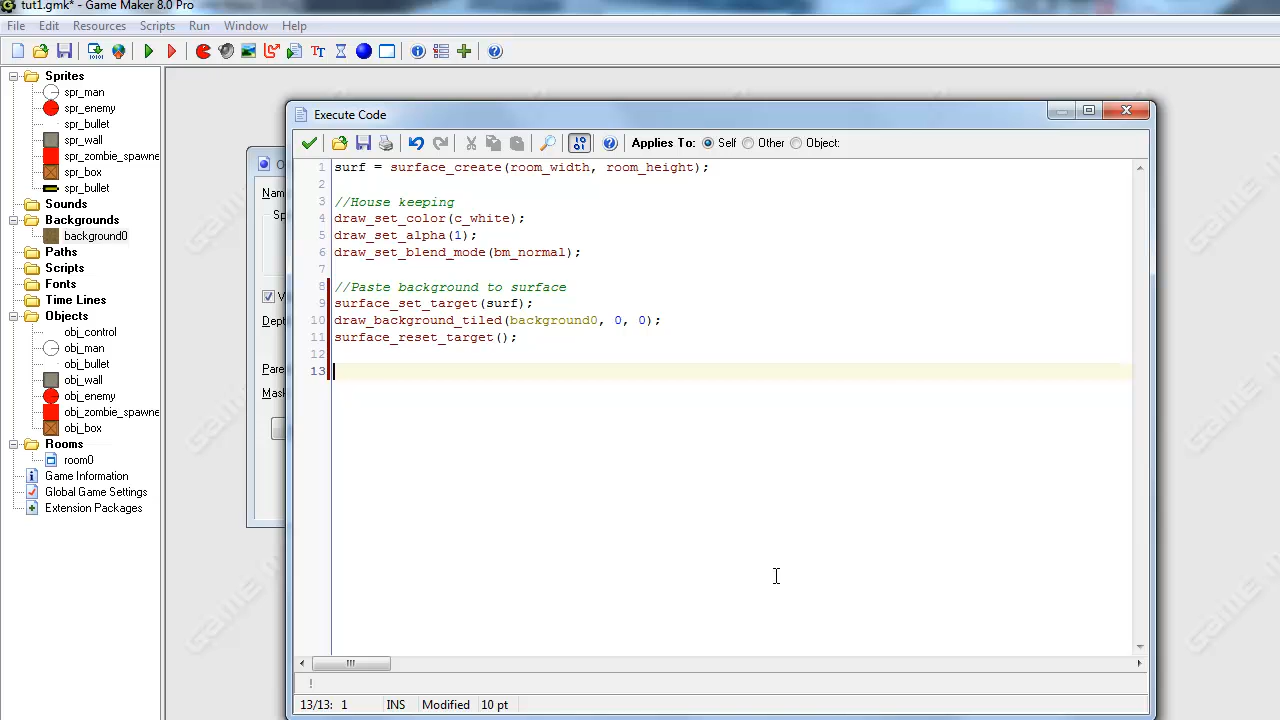 tut1.gmk* - Game Maker 8.0 Pro
File Edit Resources Scripts Run Window Help
Sprites
spr_man
spr_enemy
spr_bullet
spr_wall
spr_zombie_spawne
spr_box
spr_bullet
Sounds
Backgrounds
background0
Paths
Scripts
Fonts
Time Lines
Objects
obj_control
obj_man
obj_bullet
obj_wall
obj_enemy
obj_zombie_spawne
obj_box
Rooms
room0
Game Information
Global Game Settings
Extension Packages
Execute Code
Applies To: Self Other Object:
1 surf = surface_create(room_width, room_height);
2
3 //House keeping
4 draw_set_color(c_white);
5 draw_set_alpha(1);
6 draw_set_blend_mode(bm_normal);
7
8 //Paste background to surface
9 surface_set_target(surf);
10 draw_background_tiled(background0, 0, 0);
11 surface_reset_target();
12
13
!
13/13: 1 INS Modified 10 pt